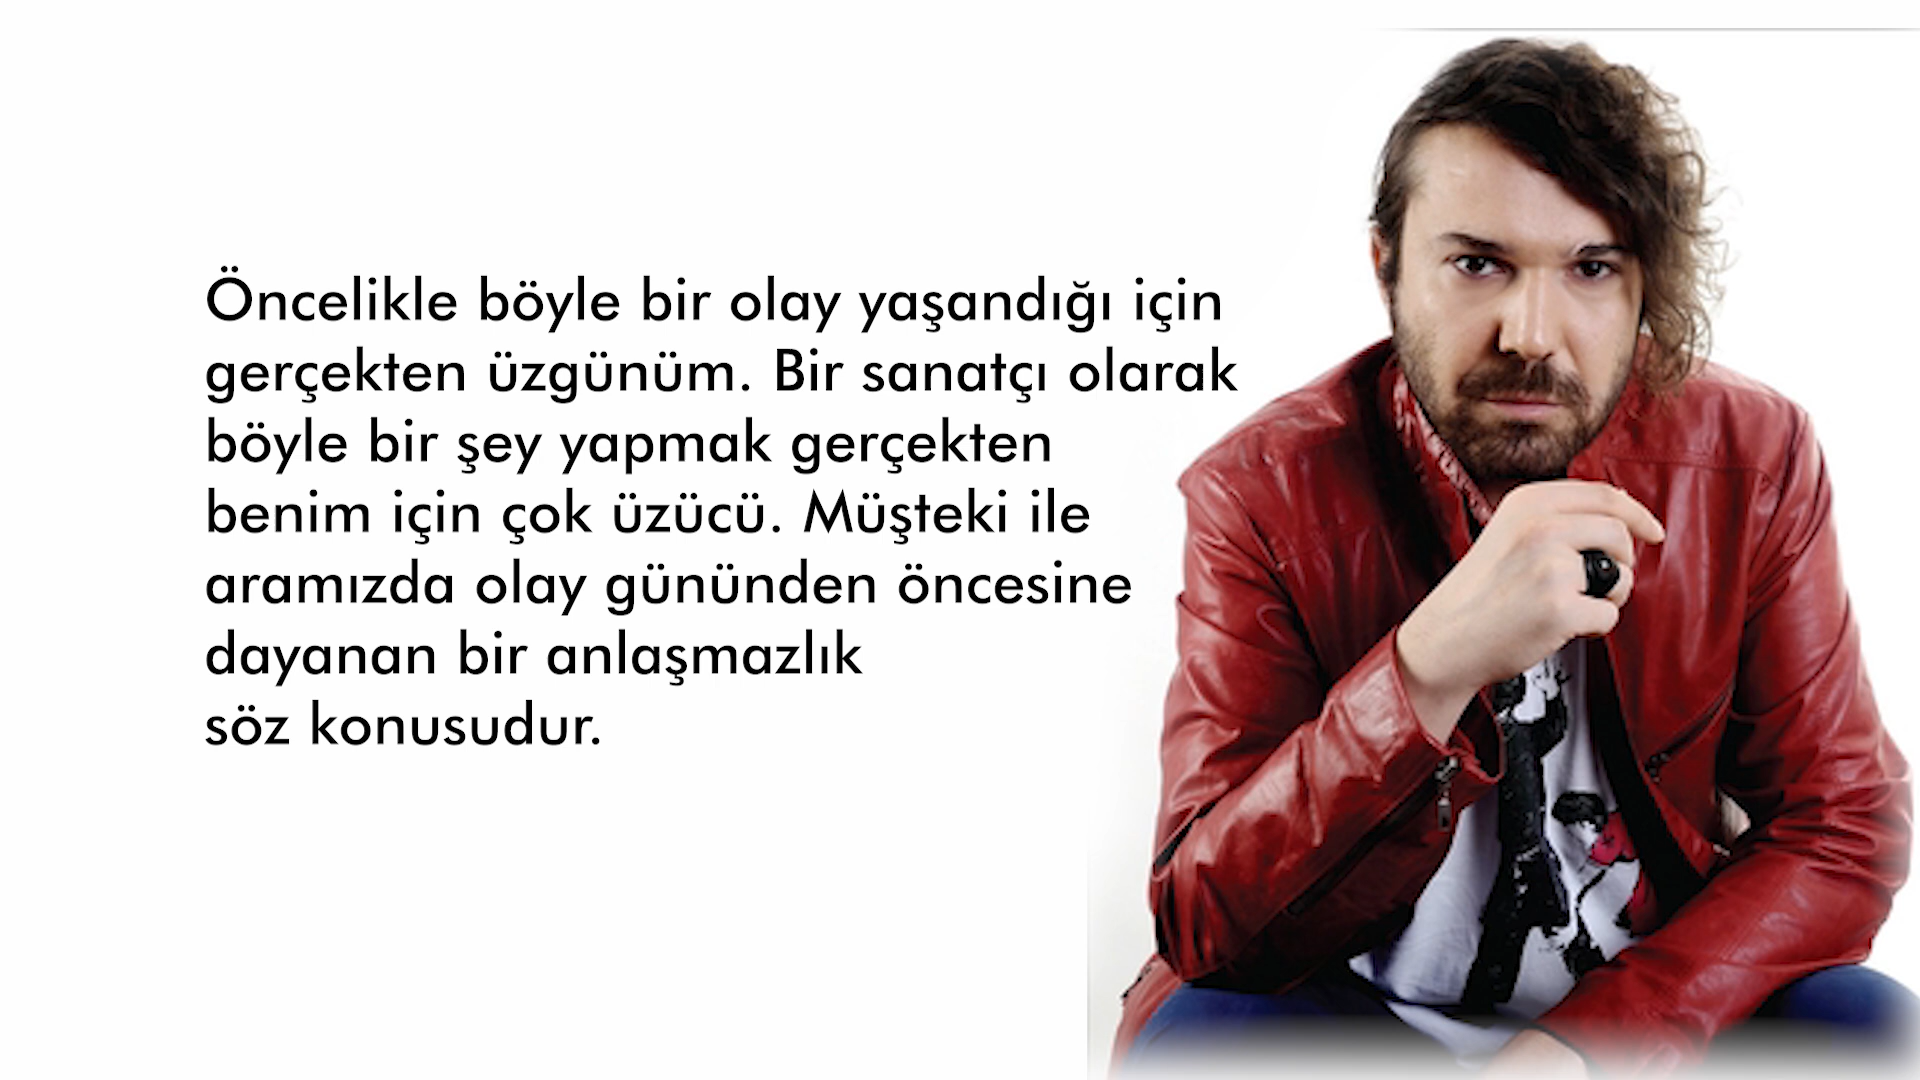 Öncelikle böyle bir olay yaşandığı için
gerçekten üzgünüm. Bir sanatçı olarak
böyle bir şey yapmak gerçekten
benim için çok üzücü. Müşteki ile
aramızda olay gününden öncesine
dayanan bir anlaşmazlık
söz konusudur.